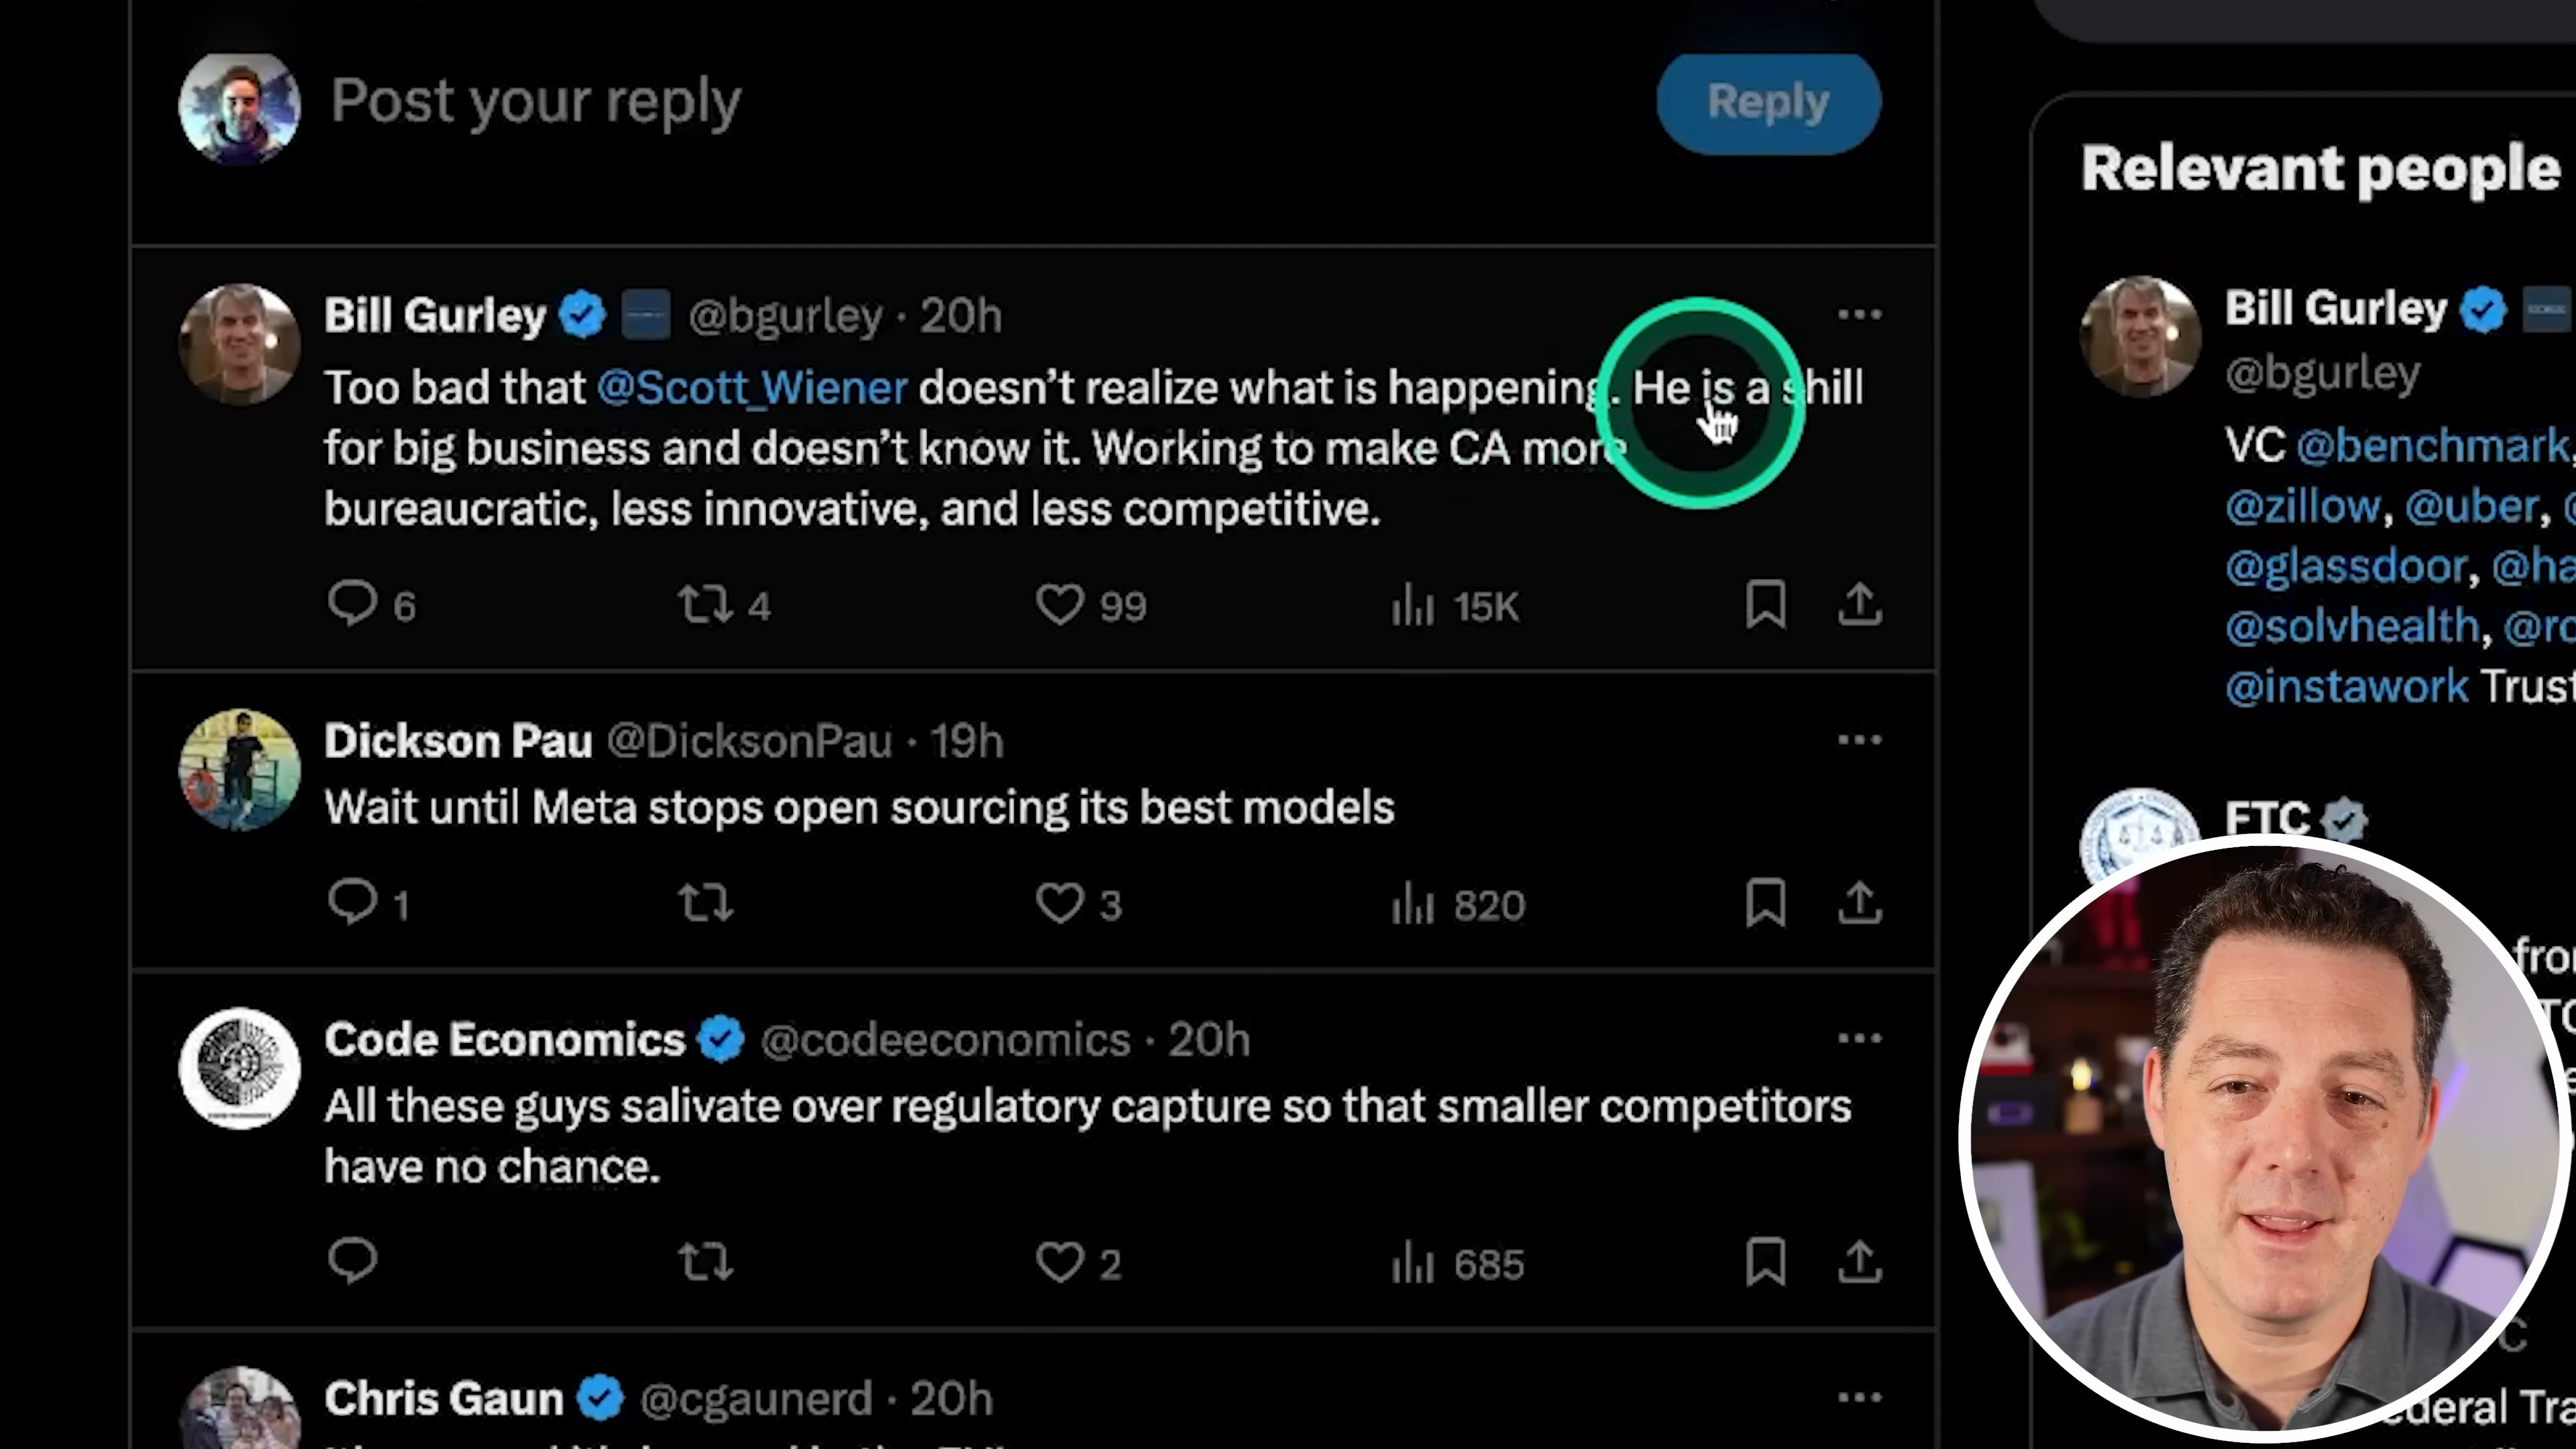 Post your reply
Reply
Bill Gurley @bgurley · 20h
Too bad that @Scott_Wiener doesn’t realize what is happening. He is a shill
for big business and doesn’t know it. Working to make CA more
bureaucratic, less innovative, and less competitive.
6 4 99 15K
Dickson Pau @DicksonPau · 19h
Wait until Meta stops open sourcing its best models
1 3 820
Code Economics @codeeconomics · 20h
All these guys salivate over regulatory capture so that smaller competitors
have no chance.
2 685
Chris Gaun @cgaunerd · 20h
Relevant people
Bill Gurley
@bgurley
VC @benchmark,
@zillow, @uber,
@glassdoor,
@solvhealth,
@instawork
FTC